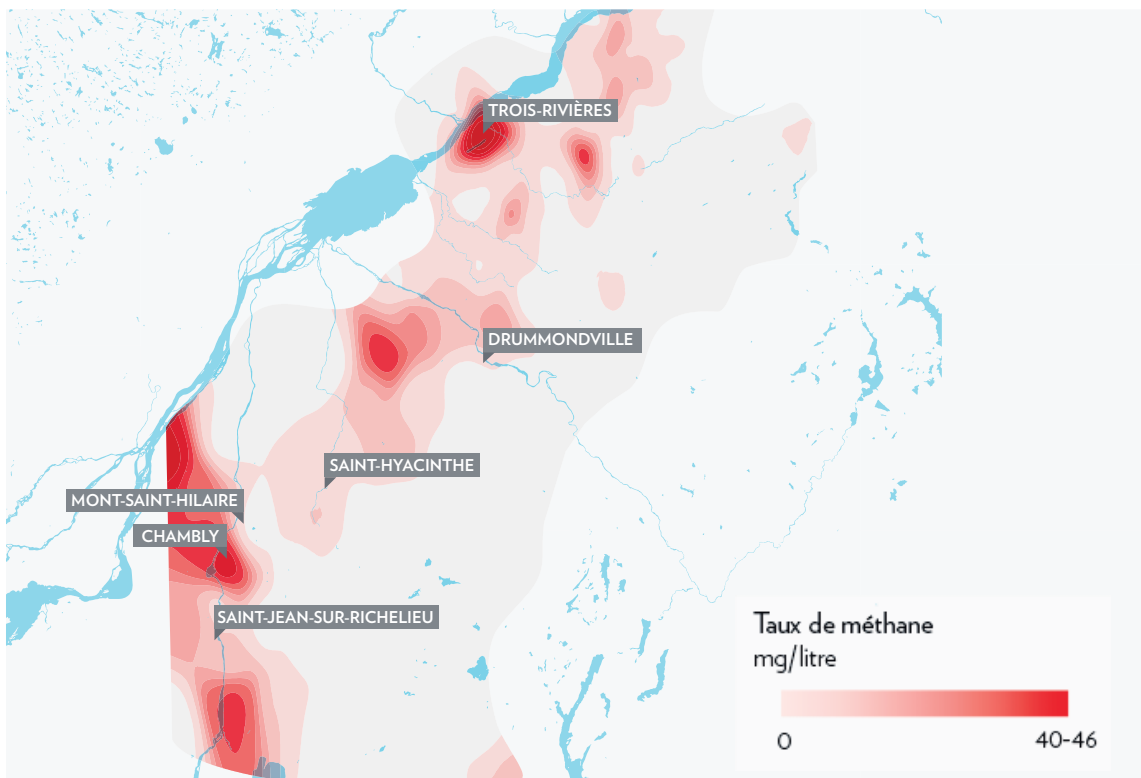 TROIS-RIVIÈRES
DRUMMONDVILLE
SAINT-HYACINTHE
MONT-SAINT-HILAIRE
CHAMBLY
SAINT-JEAN-SUR-RICHELIEU
Taux de méthane
mg/litre
0 40-46